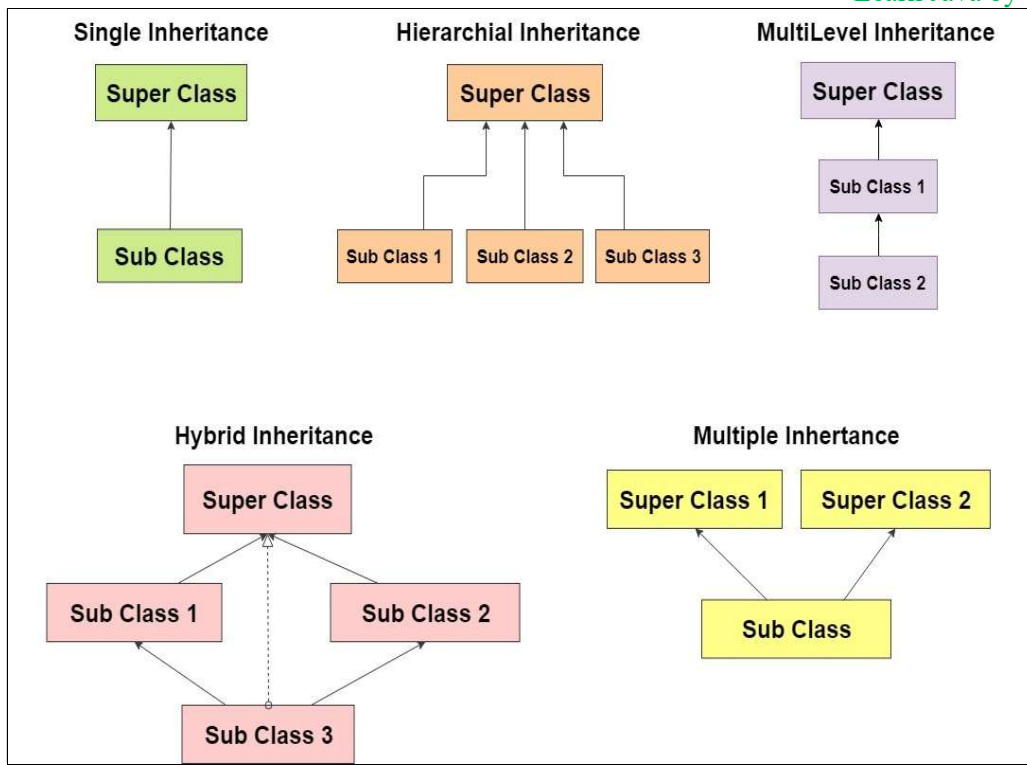 Single Inheritance
Hierarchial Inheritance
MultiLevel Inheritance
Super Class
Super Class
Super Class
Sub Class 1
Sub Class
Sub Class 1
Sub Class 2
Sub Class 3
Sub Class 2
Hybrid Inheritance
Multiple Inhertance
Super Class
Super Class 1
Super Class 2
Sub Class 1
Sub Class 2
Sub Class
Sub Class 3